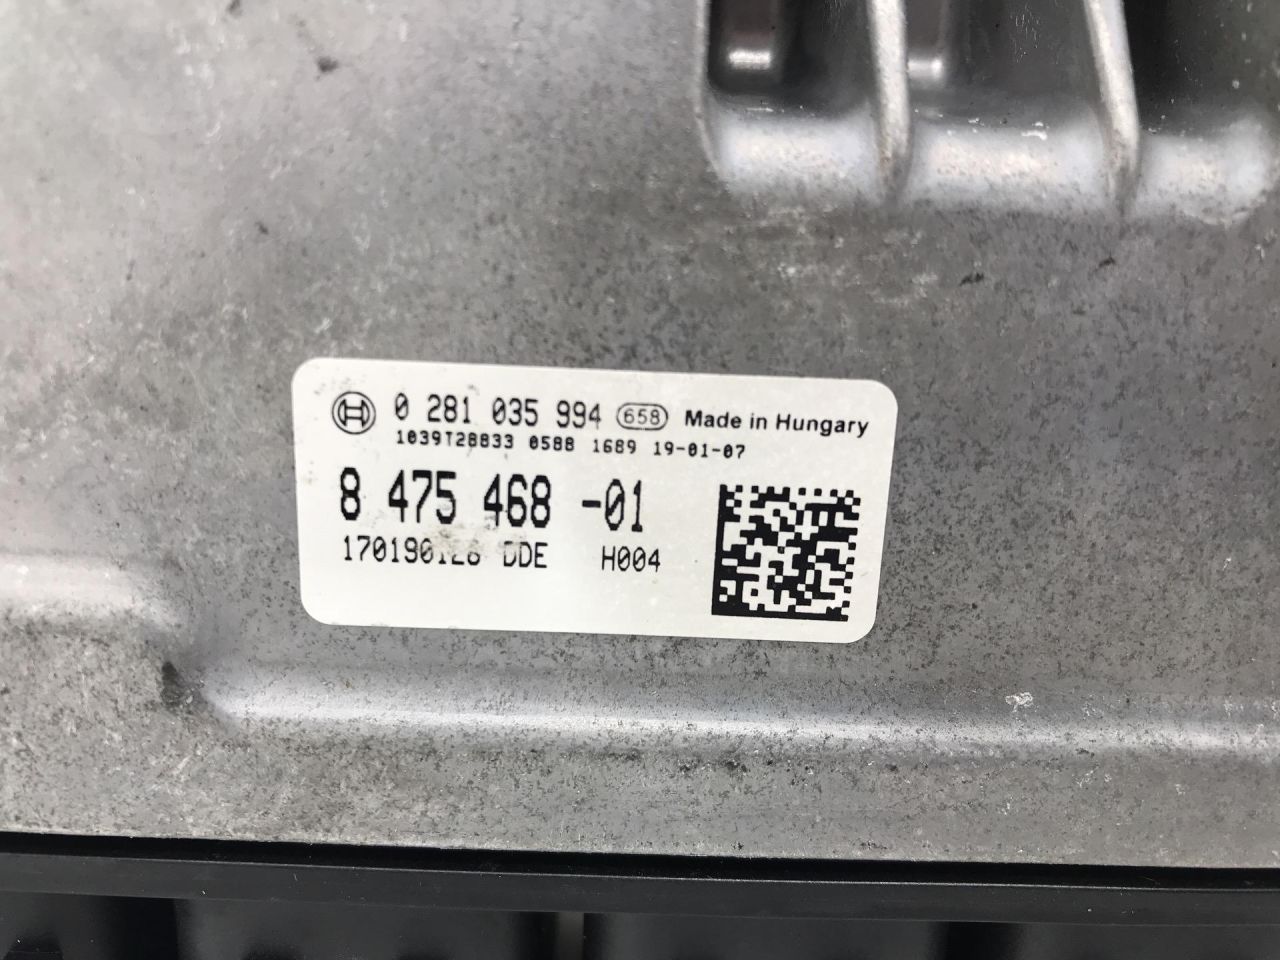 0 281 035 994 658 Made in Hungary
1039T28833 0588 1689 19-01-07
8 475 468 -01
DDE H004